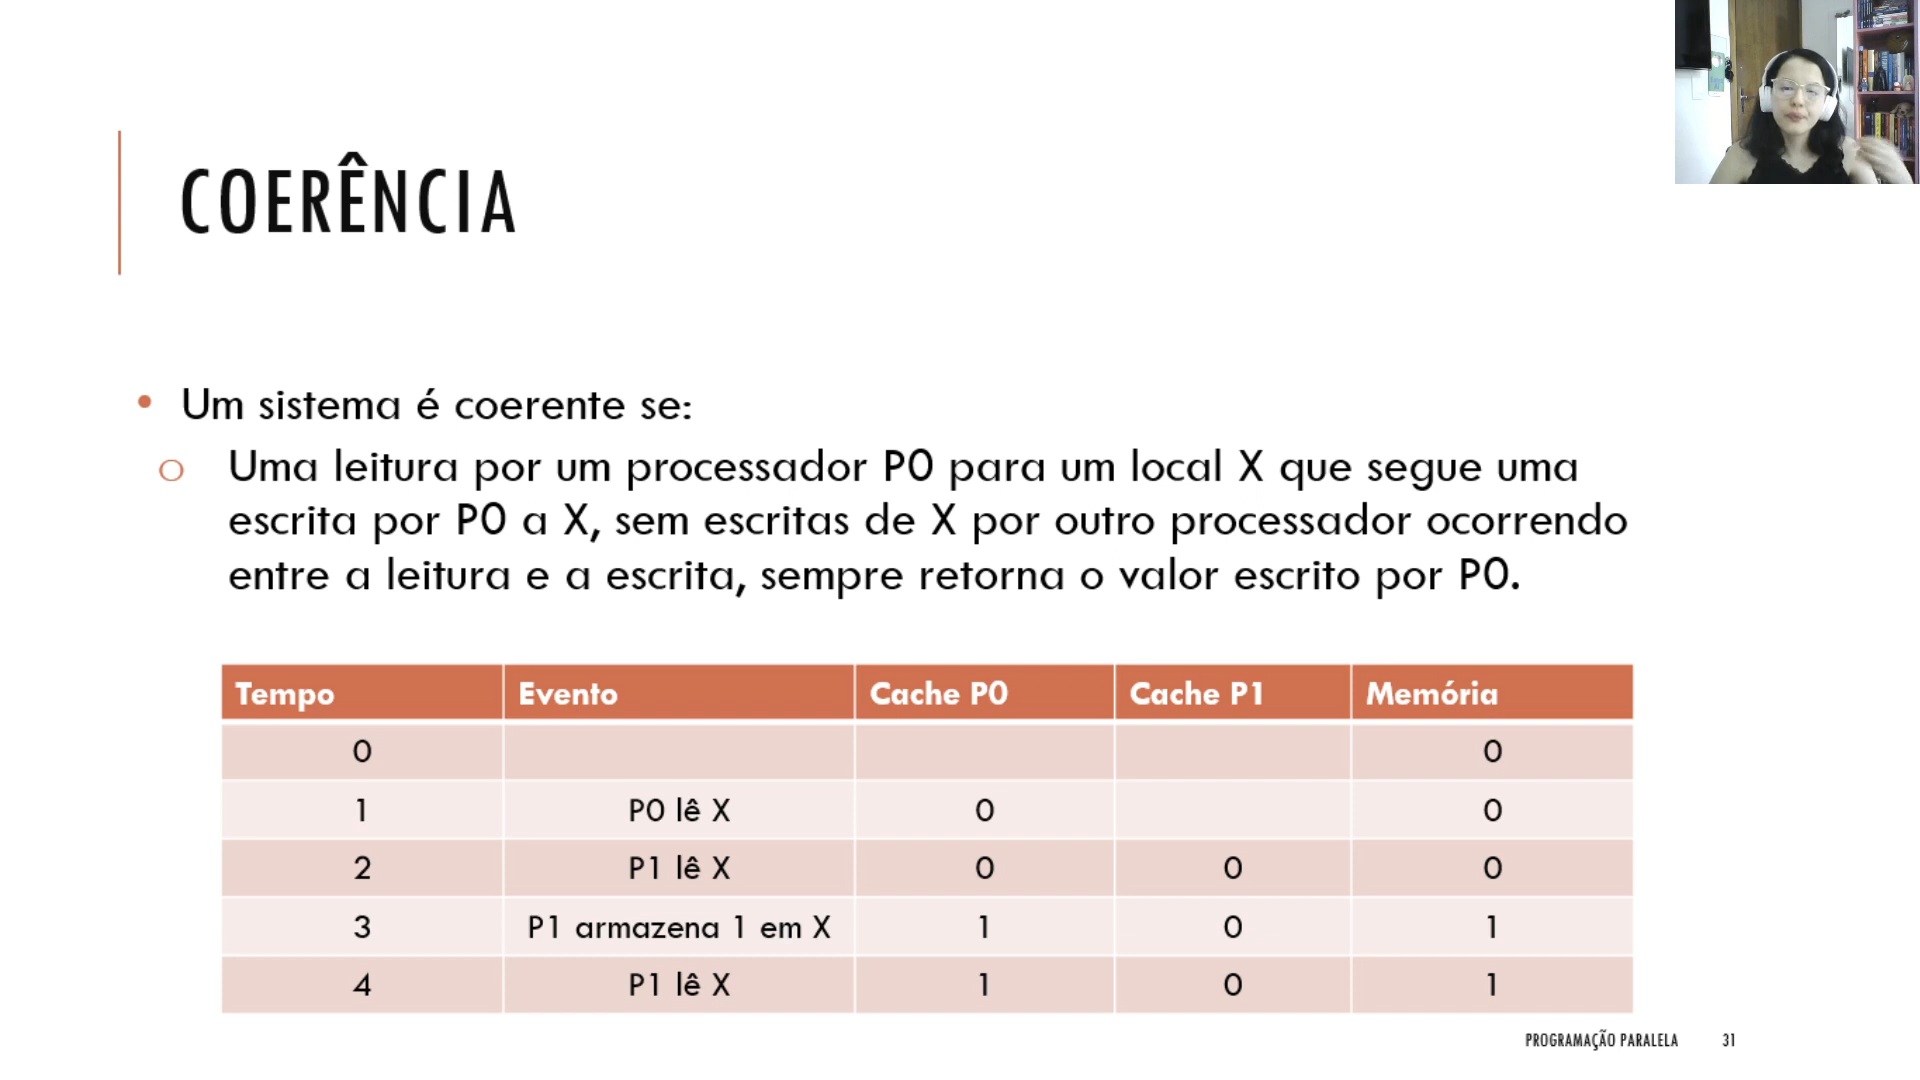 COERÊNCIA
• Um sistema é coerente se:
o Uma leitura por um processador P0 para um local X que segue uma
escrita por P0 a X, sem escritas de X por outro processador ocorrendo
entre a leitura e a escrita, sempre retorna o valor escrito por P0.
Tempo Evento Cache P0 Cache P1 Memória
0 0
1 P0 lê X 0 0
2 P1 lê X 0 0 0
3 P1 armazena 1 em X 1 0 1
4 P1 lê X 1 0 1
PROGRAMAÇÃO PARALELA 31